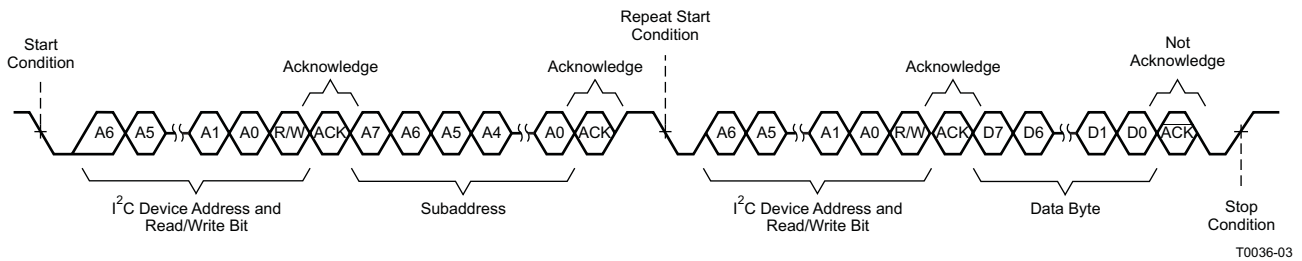 Repeat Start
Condition
Start
Condition
Not
Acknowledge
Acknowledge
Acknowledge
Acknowledge
A6 A5 A1 A0 R/W ACK A7 A6 A5 A4 A0 ACK A6 A5 A1 A0 R/W ACK D7 D6 D1 D0 A̅C̅K̅
I²C Device Address and
Read/Write Bit
Subaddress
I²C Device Address and
Read/Write Bit
Data Byte
Stop
Condition
T0036-03